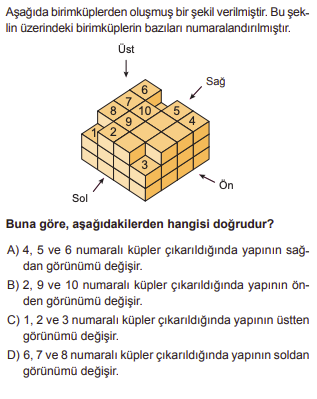 Aşağıda birimküplerden oluşmuş bir şekil verilmiştir. Bu şek-
lin üzerindeki birimküplerin bazıları numaralandırılmıştır.
Üst
Sağ
6
7
8
10
5
9
4
1
2
3
Ön
Sol
Buna göre, aşağıdakilerden hangisi doğrudur?
A) 4, 5 ve 6 numaralı küpler çıkarıldığında yapının sağ-
dan görünümü değişir.
B) 2, 9 ve 10 numaralı küpler çıkarıldığında yapının ön-
den görünümü değişir.
C) 1, 2 ve 3 numaralı küpler çıkarıldığında yapının üstten
görünümü değişir.
D) 6, 7 ve 8 numaralı küpler çıkarıldığında yapının soldan
görünümü değişir.